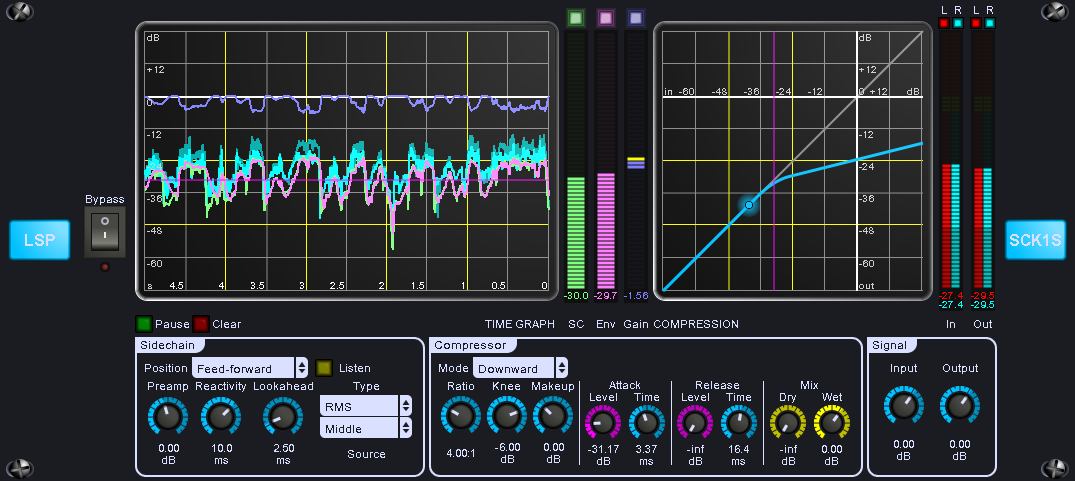 L R L R
dB
+12
0
-12
-24
-36
-48
-60
s 4.5 4 3.5 3 2.5 2 1.5 1 0.5 0
-30.0 -29.7 -1.56
dB
+12
in -60 -48 -36 -24 -12 0 +12 dB
-12
-24
-36
-48
-60
out
-27.4 -29.5
-27.4 -29.5
Bypass
LSP
SCK1S
Pause Clear TIME GRAPH SC Env Gain COMPRESSION In Out
Sidechain
Position Feed-forward Listen
Preamp Reactivity Lookahead Type
RMS
Middle
Source
0.00 10.0 2.50
dB ms ms
Compressor
Mode Downward
Ratio Knee Makeup Attack Release Mix
Level Time Level Time Dry Wet
4.00:1 -6.00 0.00 -31.17 3.37 -inf 16.4 -inf 0.00
dB dB dB ms dB ms dB dB
Signal
Input Output
0.00 0.00
dB dB